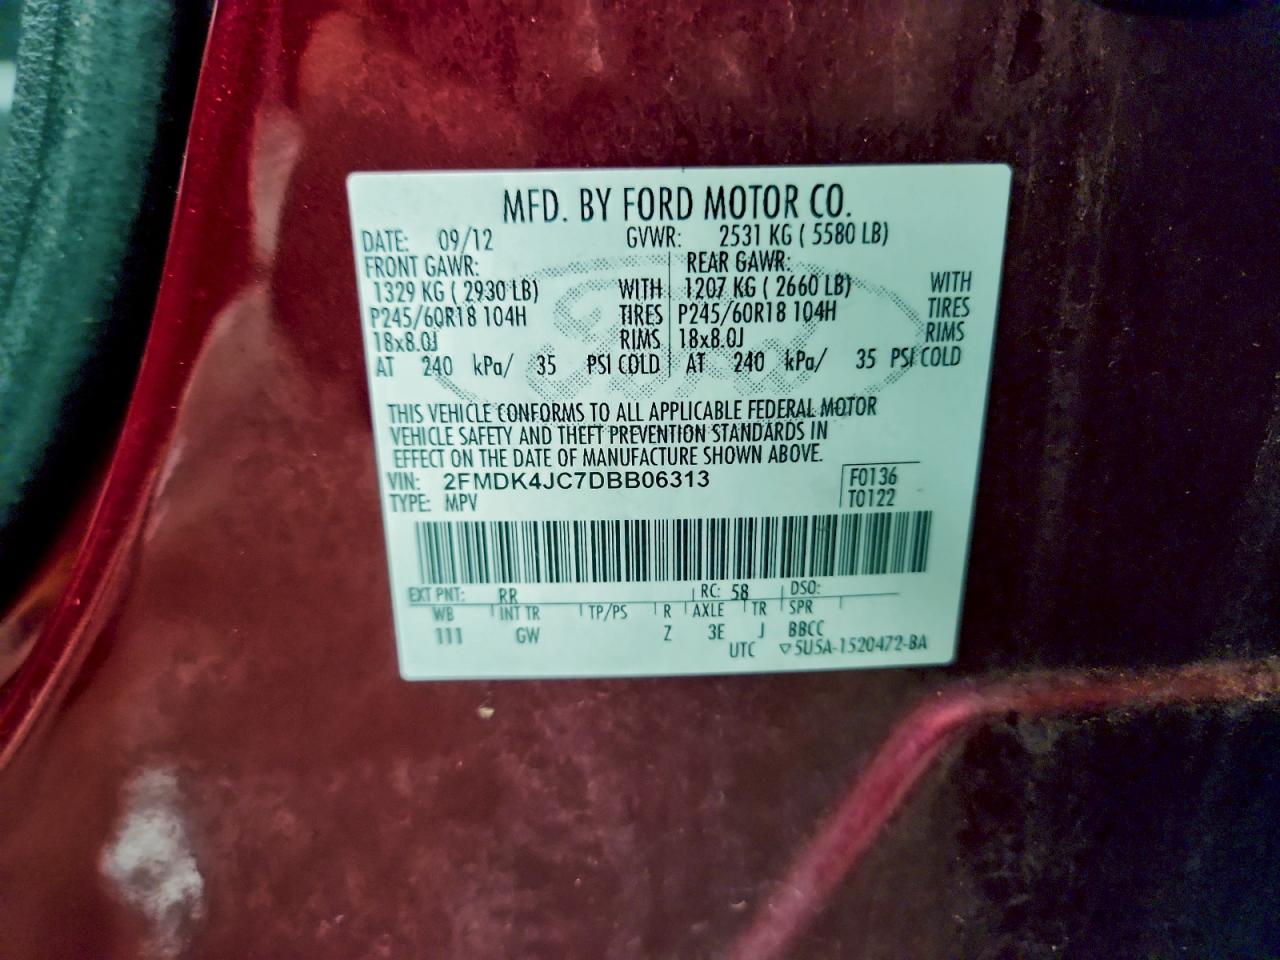 MFD. BY FORD MOTOR CO.
DATE: 09/12 GVWR: 2531 KG ( 5580 LB)
FRONT GAWR: REAR GAWR:
1329 KG ( 2930 LB) WITH 1207 KG ( 2660 LB) WITH
P245/60R18 104H TIRES P245/60R18 104H TIRES
18x8.0J RIMS 18x8.0J RIMS
AT 240 kPa/ 35 PSI COLD AT 240 kPa/ 35 PSI COLD
THIS VEHICLE CONFORMS TO ALL APPLICABLE FEDERAL MOTOR
VEHICLE SAFETY AND THEFT PREVENTION STANDARDS IN
EFFECT ON THE DATE OF MANUFACTURE SHOWN ABOVE.
VIN: 2FMDK4JC7DBB06313 F0136
TYPE: MPV T0122
EXT PNT: RR RC: 58 DSO:
WB INT TR TP/PS R AXLE TR SPR
111 GW Z 3E J BBCC
UTC ▽5U5A-1520472-BA